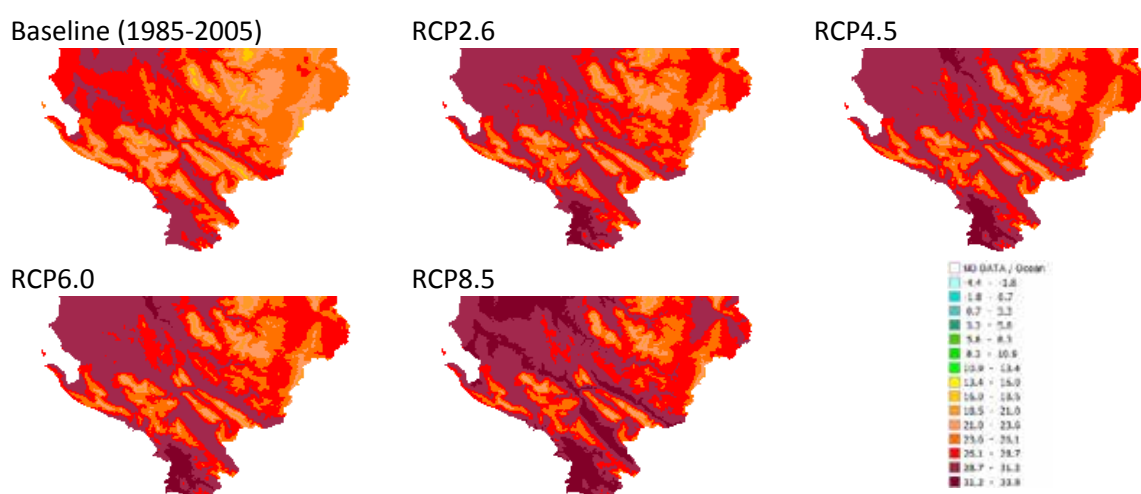 Baseline (1985-2005)
RCP2.6
RCP4.5
RCP6.0
RCP8.5
NO DATA / Ocean
-4.4 - -1.8
-1.8 - 0.7
0.7 - 3.3
3.3 - 5.8
5.8 - 8.3
8.3 - 10.9
10.9 - 13.4
13.4 - 16.0
16.0 - 18.5
18.5 - 21.0
21.0 - 23.6
23.6 - 26.1
26.1 - 28.7
28.7 - 31.2
31.2 - 33.8